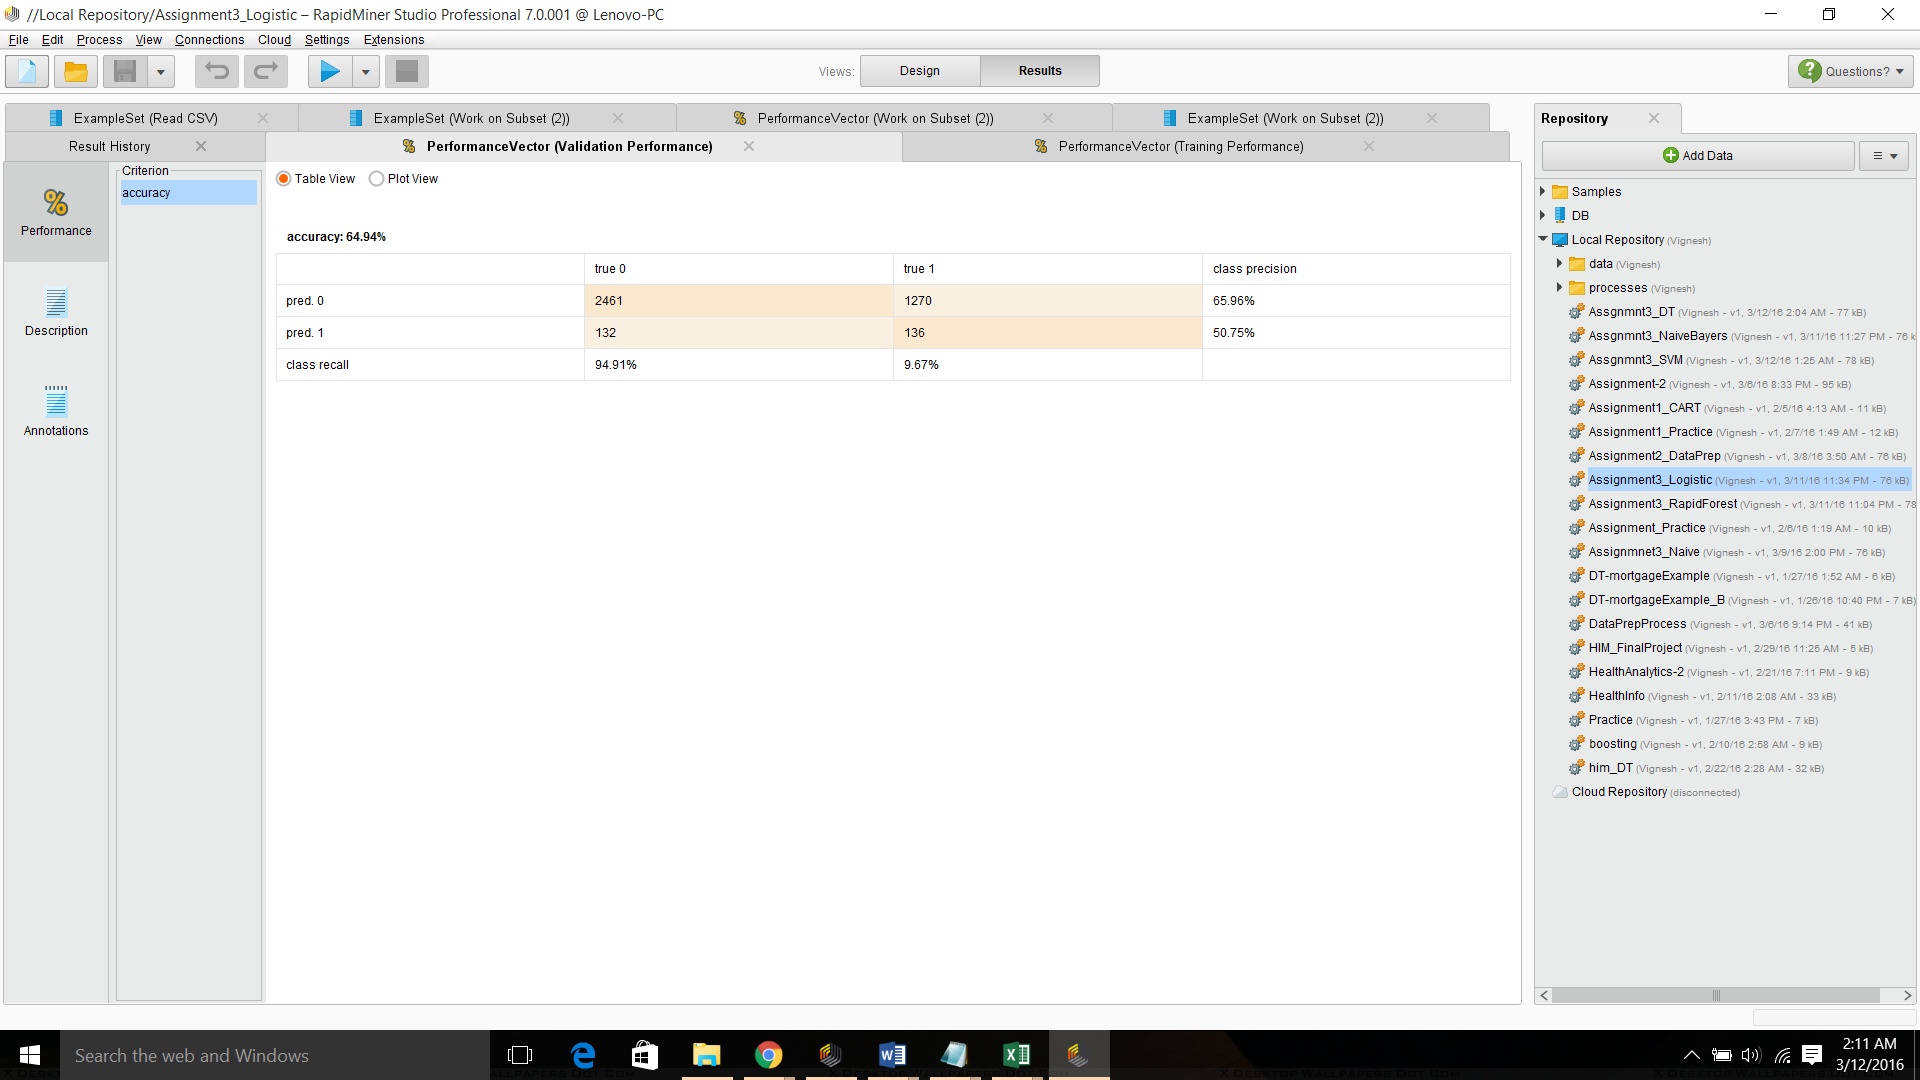 //Local Repository/Assignment3_Logistic – RapidMiner Studio Professional 7.0.001 @ Lenovo-PC
File Edit Process View Connections Cloud Settings Extensions
Views: Design Results Questions?
ExampleSet (Read CSV) ExampleSet (Work on Subset (2)) PerformanceVector (Work on Subset (2)) ExampleSet (Work on Subset (2))
Result History PerformanceVector (Validation Performance) PerformanceVector (Training Performance)
Performance
Description
Annotations
Criterion
accuracy
Table View Plot View
accuracy: 64.94%
true 0 true 1 class precision
pred. 0 2461 1270 65.96%
pred. 1 132 136 50.75%
class recall 94.91% 9.67%
Repository
Add Data
Samples
DB
Local Repository (Vignesh)
data (Vignesh)
processes (Vignesh)
Assgnmnt3_DT (Vignesh - v1, 3/12/16 2:04 AM - 77 kB)
Assgnmnt3_NaiveBayers (Vignesh - v1, 3/11/16 11:27 PM - 76 k
Assgnmnt3_SVM (Vignesh - v1, 3/12/16 1:25 AM - 78 kB)
Assignment-2 (Vignesh - v1, 3/6/16 8:33 PM - 95 kB)
Assignment1_CART (Vignesh - v1, 2/5/16 4:13 AM - 11 kB)
Assignment1_Practice (Vignesh - v1, 2/7/16 1:49 AM - 12 kB)
Assignment2_DataPrep (Vignesh - v1, 3/8/16 3:50 AM - 76 kB)
Assignment3_Logistic (Vignesh - v1, 3/11/16 11:34 PM - 76 kB)
Assignment3_RapidForest (Vignesh - v1, 3/11/16 11:04 PM - 78
Assignment_Practice (Vignesh - v1, 2/6/16 1:19 AM - 10 kB)
Assignmnet3_Naive (Vignesh - v1, 3/9/16 2:00 PM - 76 kB)
DT-mortgageExample (Vignesh - v1, 1/27/16 1:52 AM - 6 kB)
DT-mortgageExample_B (Vignesh - v1, 1/26/16 10:40 PM - 7 kB)
DataPrepProcess (Vignesh - v1, 3/6/16 9:14 PM - 41 kB)
HIM_FinalProject (Vignesh - v1, 2/29/16 11:25 AM - 5 kB)
HealthAnalytics-2 (Vignesh - v1, 2/21/16 7:11 PM - 9 kB)
HealthInfo (Vignesh - v1, 2/11/16 2:08 AM - 33 kB)
Practice (Vignesh - v1, 1/27/16 3:43 PM - 7 kB)
boosting (Vignesh - v1, 2/10/16 2:58 AM - 9 kB)
him_DT (Vignesh - v1, 2/22/16 2:28 AM - 32 kB)
Cloud Repository (disconnected)
Search the web and Windows
2:11 AM
3/12/2016